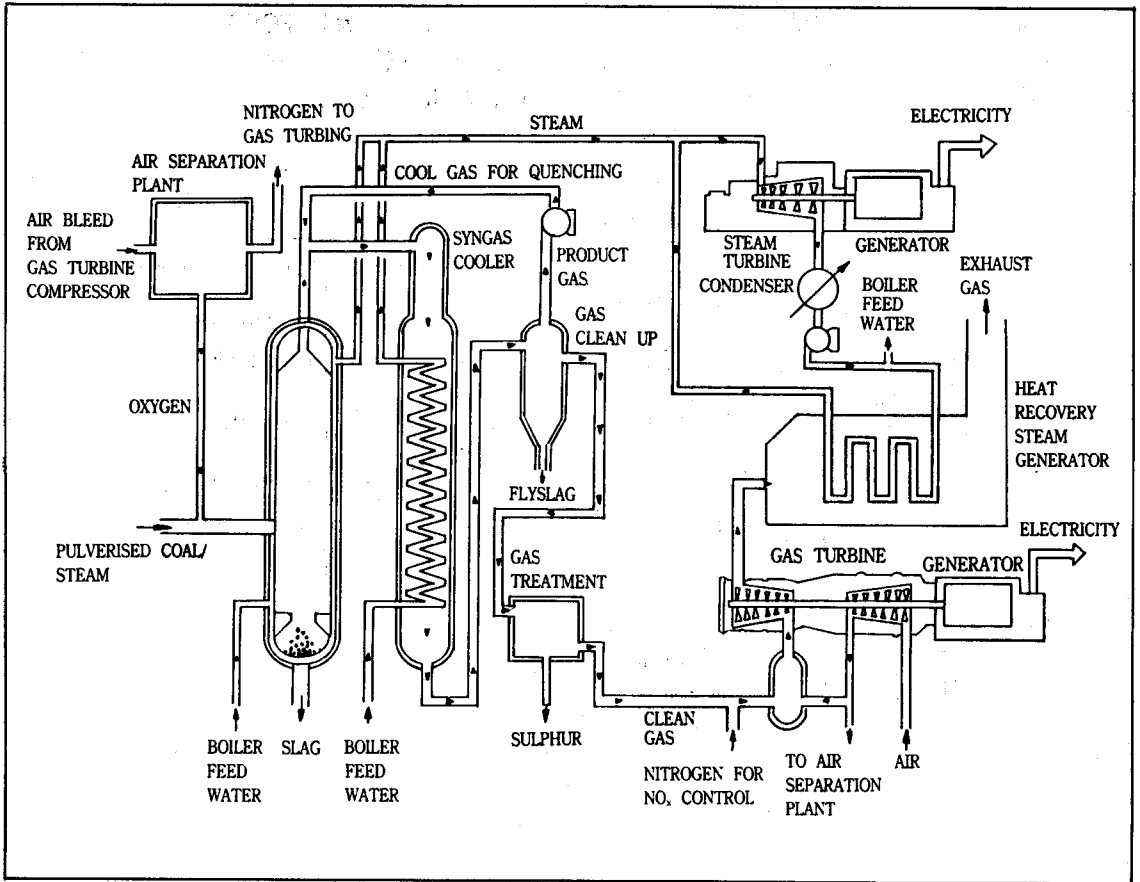 NITROGEN TO
GAS TURBING
STEAM
ELECTRICITY
AIR SEPARATION
PLANT
COOL GAS FOR QUENCHING
AIR BLEED
FROM
GAS TURBINE
COMPRESSOR
SYNGAS
COOLER
PRODUCT
GAS
STEAM
TURBINE
CONDENSER
GENERATOR
BOILER
FEED
WATER
EXHAUST
GAS
GAS
CLEAN UP
HEAT
RECOVERY
STEAM
GENERATOR
OXYGEN
FLYSLAG
PULVERISED COAL/
STEAM
GAS
TREATMENT
GAS TURBINE
GENERATOR
ELECTRICITY
BOILER
FEED
WATER
SLAG
BOILER
FEED
WATER
SULPHUR
CLEAN
GAS
NITROGEN FOR
NOx CONTROL
TO AIR
SEPARATION
PLANT
AIR